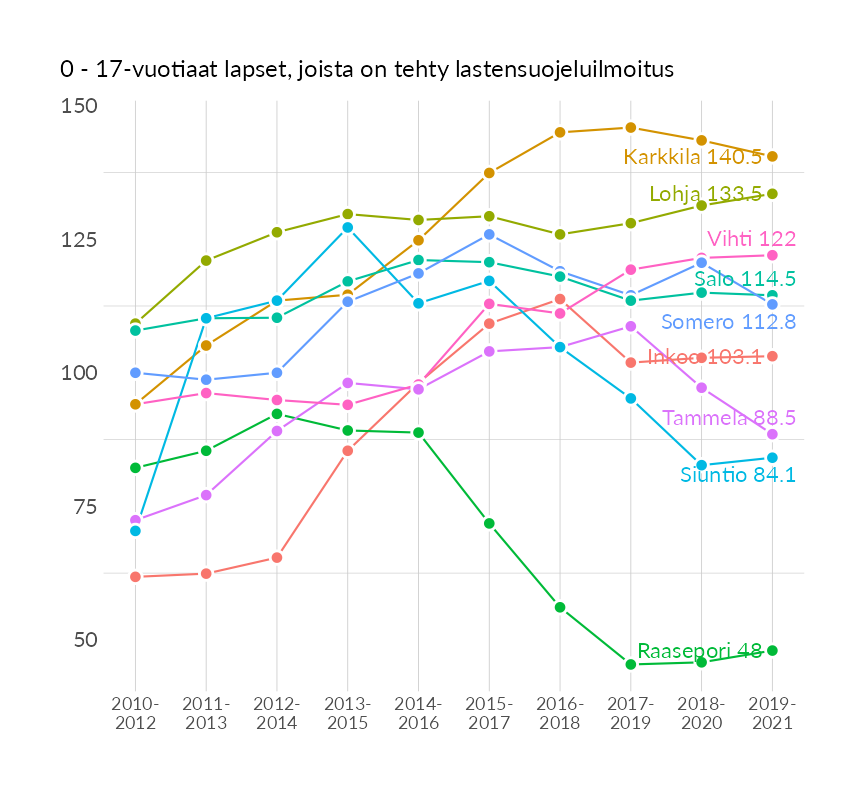 0 - 17-vuotiaat lapset, joista on tehty lastensuojeluilmoitus
150
Karkkila 140.5
Lohja 133.5
125
Vihti 122
Salo 114.5
Somero 112.8
Inkoo 103.1
100
Tammela 88.5
Siuntio 84.1
75
50
Raasepori 48
2010-
2012
2011-
2013
2012-
2014
2013-
2015
2014-
2016
2015-
2017
2016-
2018
2017-
2019
2018-
2020
2019-
2021